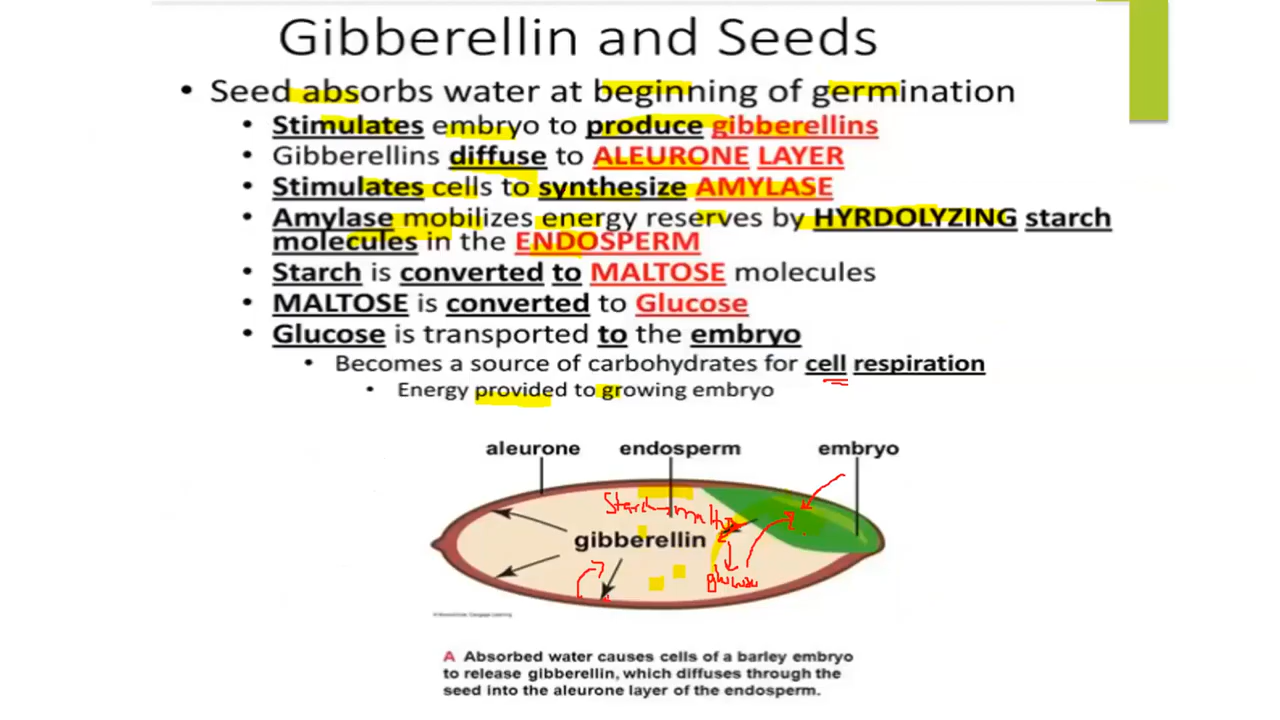 Gibberellin and Seeds
• Seed absorbs water at beginning of germination
• Stimulates embryo to produce gibberellins
• Gibberellins diffuse to ALEURONE LAYER
• Stimulates cells to synthesize AMYLASE
• Amylase mobilizes energy reserves by HYRDOLYZING starch
molecules in the ENDOSPERM
• Starch is converted to MALTOSE molecules
• MALTOSE is converted to Glucose
• Glucose is transported to the embryo
• Becomes a source of carbohydrates for cell respiration
• Energy provided to growing embryo
aleurone endosperm embryo
Starch
gibberellin
A Absorbed water causes cells of a barley embryo
to release gibberellin, which diffuses through the
seed into the aleurone layer of the endosperm.